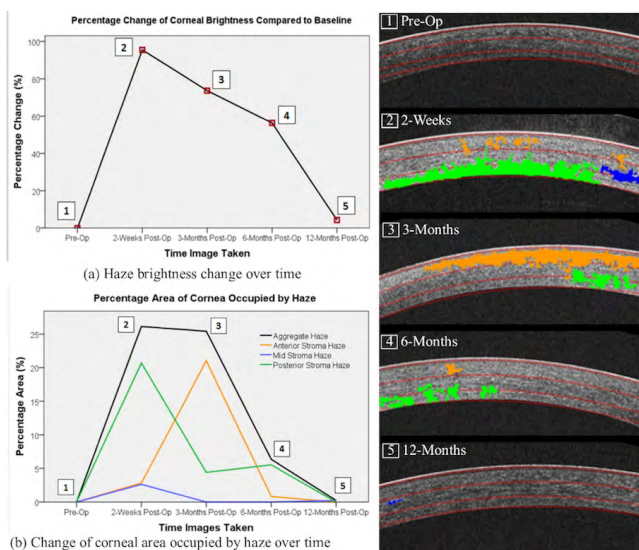 Percentage Change of Corneal Brightness Compared to Baseline
Percentage Change (%)
100
80
60
40
20
0
1
2
3
4
5
Pre-Op
2-Weeks Post-Op
3-Months Post-Op
6-Months Post-Op
12-Months Post-Op
Time Image Taken
(a) Haze brightness change over time
Percentage Area of Cornea Occupied by Haze
Percentage Area (%)
25
20
15
10
5
0
Aggregate Haze
Anterior Stroma Haze
Mid Stroma Haze
Posterior Stroma Haze
1
2
3
4
5
Pre-Op
2-Weeks Post-Op
3-Months Post-Op
6-Months Post-Op
12-Months Post-Op
Time Images Taken
(b) Change of corneal area occupied by haze over time
1 Pre-Op
2 2-Weeks
3 3-Months
4 6-Months
5 12-Months